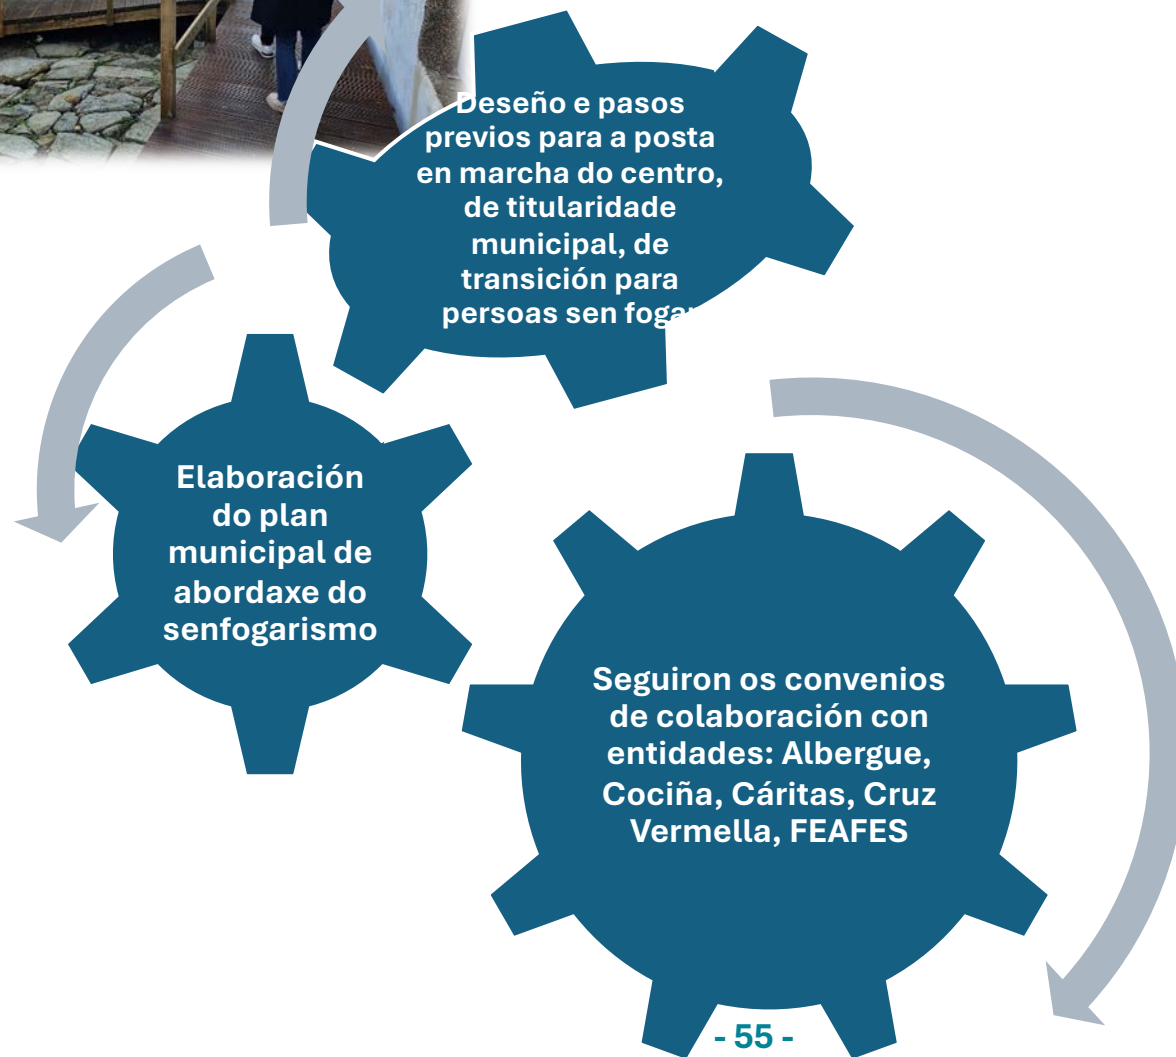 Deseño e pasos
previos para a posta
en marcha do centro,
de titularidade
municipal, de
transición para
persoas sen fogar
Elaboración
do plan
municipal de
abordaxe do
senfogarismo
Seguiron os convenios
de colaboración con
entidades: Albergue,
Cociña, Cáritas, Cruz
Vermella, FEAFES
- 55 -